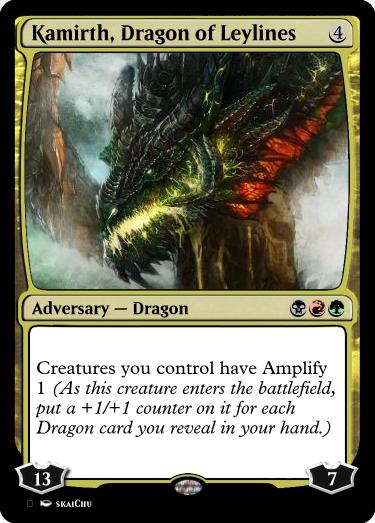 Kamirth, Dragon of Leylines 4
Adversary — Dragon
Creatures you control have Amplify
1 (As this creature enters the battlefield,
put a +1/+1 counter on it for each
Dragon card you reveal in your hand.)
13 7
skaiChu